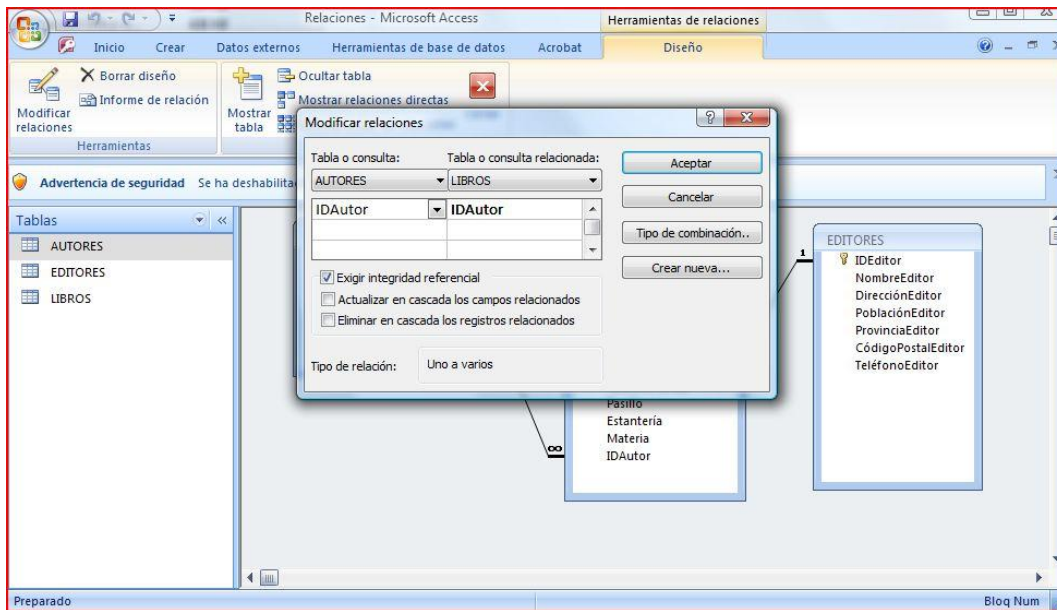 Relaciones - Microsoft Access
Herramientas de relaciones
Inicio Crear Datos externos Herramientas de base de datos Acrobat Diseño
Modificar relaciones
Borrar diseño
Informe de relación
Herramientas
Mostrar tabla
Ocultar tabla
Mostrar relaciones directas
Advertencia de seguridad Se ha deshabilita
Tablas
AUTORES
EDITORES
LIBROS
Modificar relaciones
Tabla o consulta: Tabla o consulta relacionada:
AUTORES LIBROS
IDAutor IDAutor
Exigir integridad referencial
Actualizar en cascada los campos relacionados
Eliminar en cascada los registros relacionados
Tipo de relación: Uno a varios
Aceptar
Cancelar
Tipo de combinación..
Crear nueva...
Pasillo
Estantería
Materia
IDAutor
∞
1
EDITORES
IDEditor
NombreEditor
DirecciónEditor
PoblaciónEditor
ProvinciaEditor
CódigoPostalEditor
TeléfonoEditor
Preparado
Bloq Num